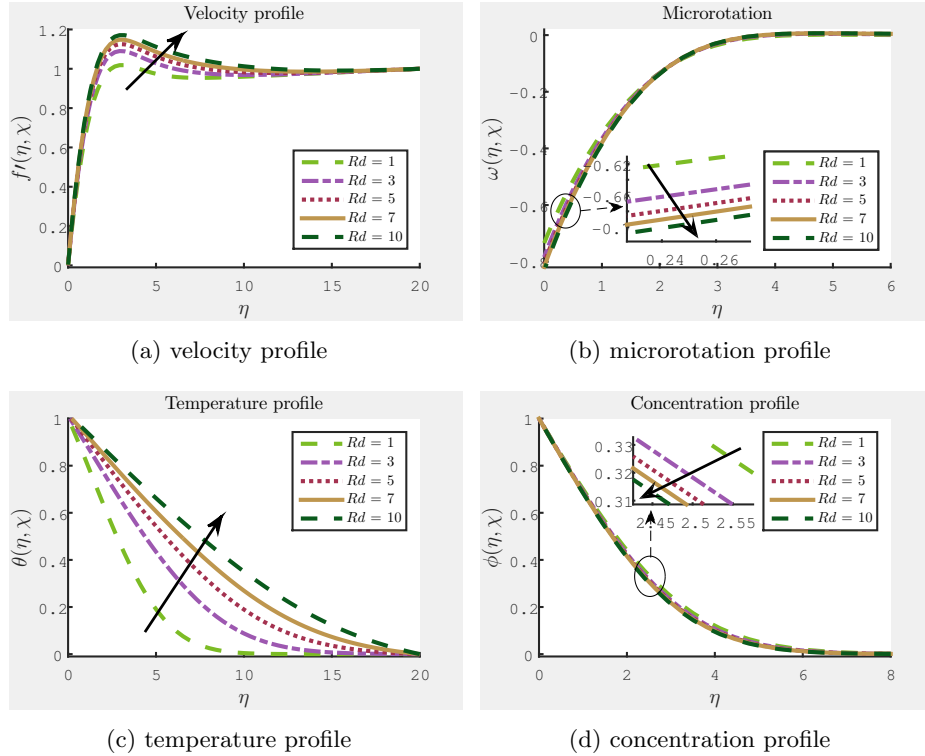 Velocity profile
1.2
1
0.8
0.6
0.4
0.2
0
f′(η, χ)
Rd = 1
Rd = 3
Rd = 5
Rd = 7
Rd = 10
0 5 10 15 20
η
(a) velocity profile
Microrotation
0
-0.2
-0.4
-0.6
-0.
ω(η, χ)
-0.62
-0.66
-0.
0.24 0.26
Rd = 1
Rd = 3
Rd = 5
Rd = 7
Rd = 10
0 1 2 3 4 5 6
η
(b) microrotation profile
Temperature profile
1
0.8
0.6
0.4
0.2
0
θ(η, χ)
Rd = 1
Rd = 3
Rd = 5
Rd = 7
Rd = 10
0 5 10 15 20
η
(c) temperature profile
Concentration profile
1
0.8
0.6
0.4
0.2
0
ϕ(η, χ)
0.33
0.32
0.31
2.45 2.5 2.55
Rd = 1
Rd = 3
Rd = 5
Rd = 7
Rd = 10
0 2 4 6 8
η
(d) concentration profile